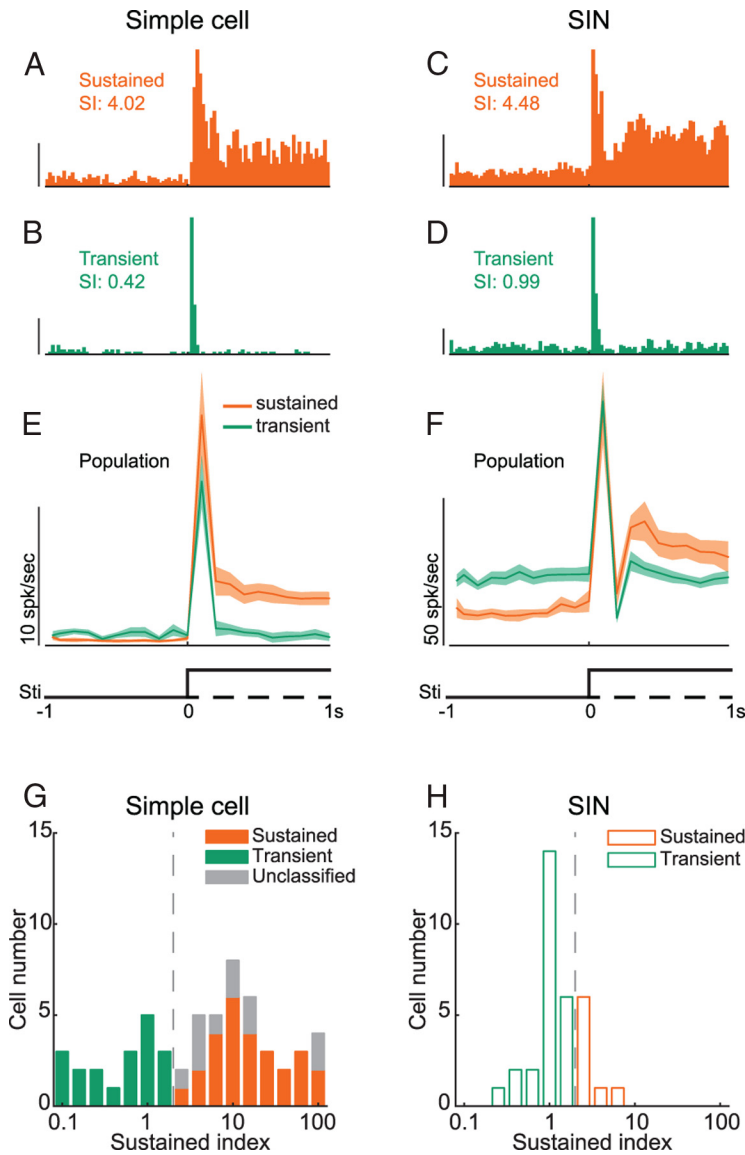 Simple cell
SIN
A
Sustained
SI: 4.02
C
Sustained
SI: 4.48
B
Transient
SI: 0.42
D
Transient
SI: 0.99
E
sustained
transient
Population
10 spk/sec
F
Population
50 spk/sec
Sti
-1
0
1s
-1
0
1s
G
Simple cell
Sustained
Transient
Unclassified
15
10
5
0
Cell number
0.1
1
10
100
Sustained index
H
SIN
Sustained
Transient
15
10
5
0
Cell number
0.1
1
10
100
Sustained index